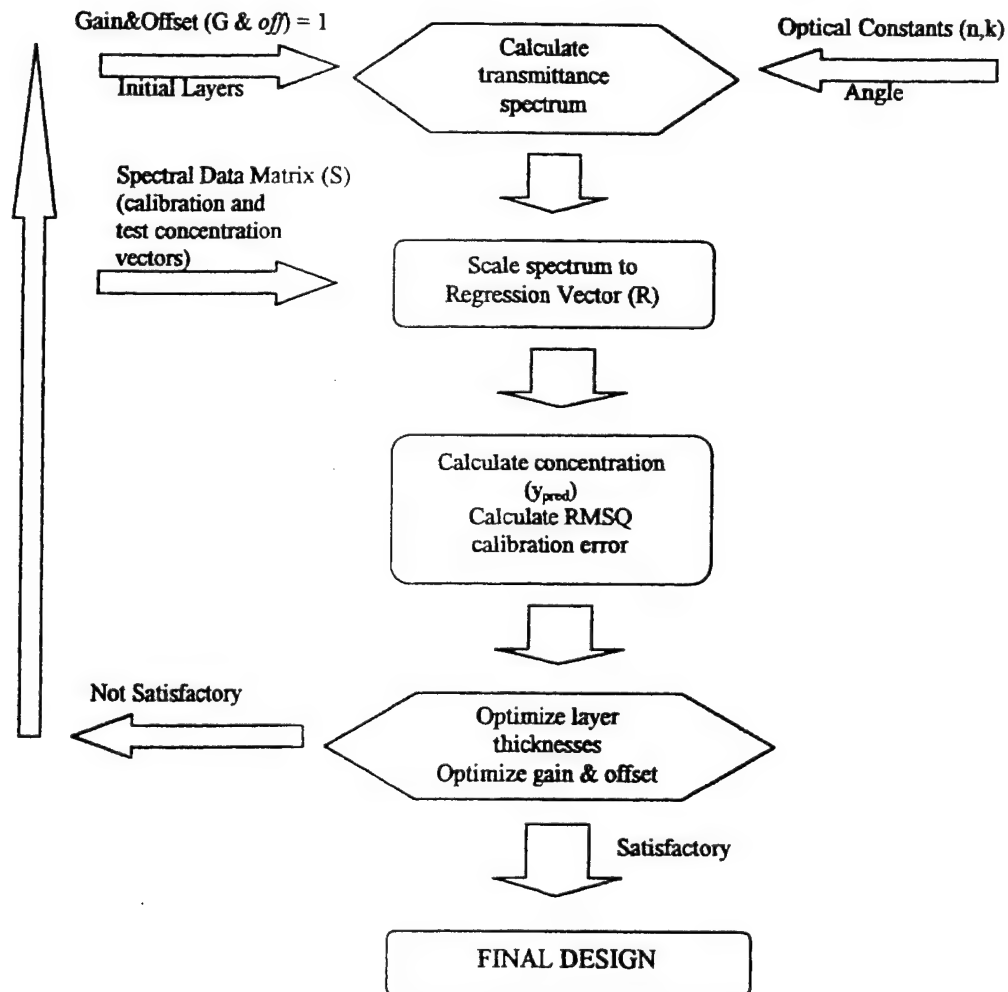 Gain&Offset (G & off) = 1
Initial Layers
Calculate
transmittance
spectrum
Optical Constants (n,k)
Angle
Spectral Data Matrix (S)
(calibration and
test concentration
vectors)
Scale spectrum to
Regression Vector (R)
Calculate concentration
(ypred)
Calculate RMSQ
calibration error
Not Satisfactory
Optimize layer
thicknesses
Optimize gain & offset
Satisfactory
FINAL DESIGN